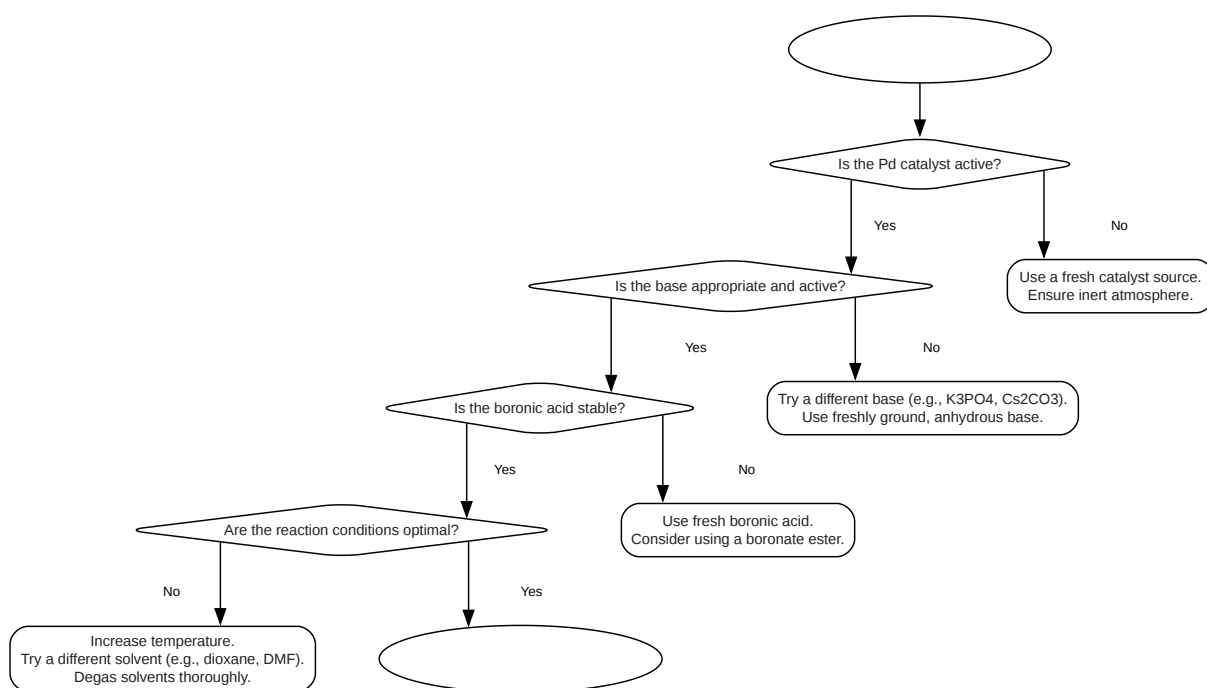 Is the Pd catalyst active?
Yes
No
Use a fresh catalyst source.
Ensure inert atmosphere.
Is the base appropriate and active?
Yes
No
Try a different base (e.g., K3PO4, Cs2CO3).
Use freshly ground, anhydrous base.
Is the boronic acid stable?
Yes
No
Use fresh boronic acid.
Consider using a boronate ester.
Are the reaction conditions optimal?
No
Yes
Increase temperature.
Try a different solvent (e.g., dioxane, DMF).
Degas solvents thoroughly.